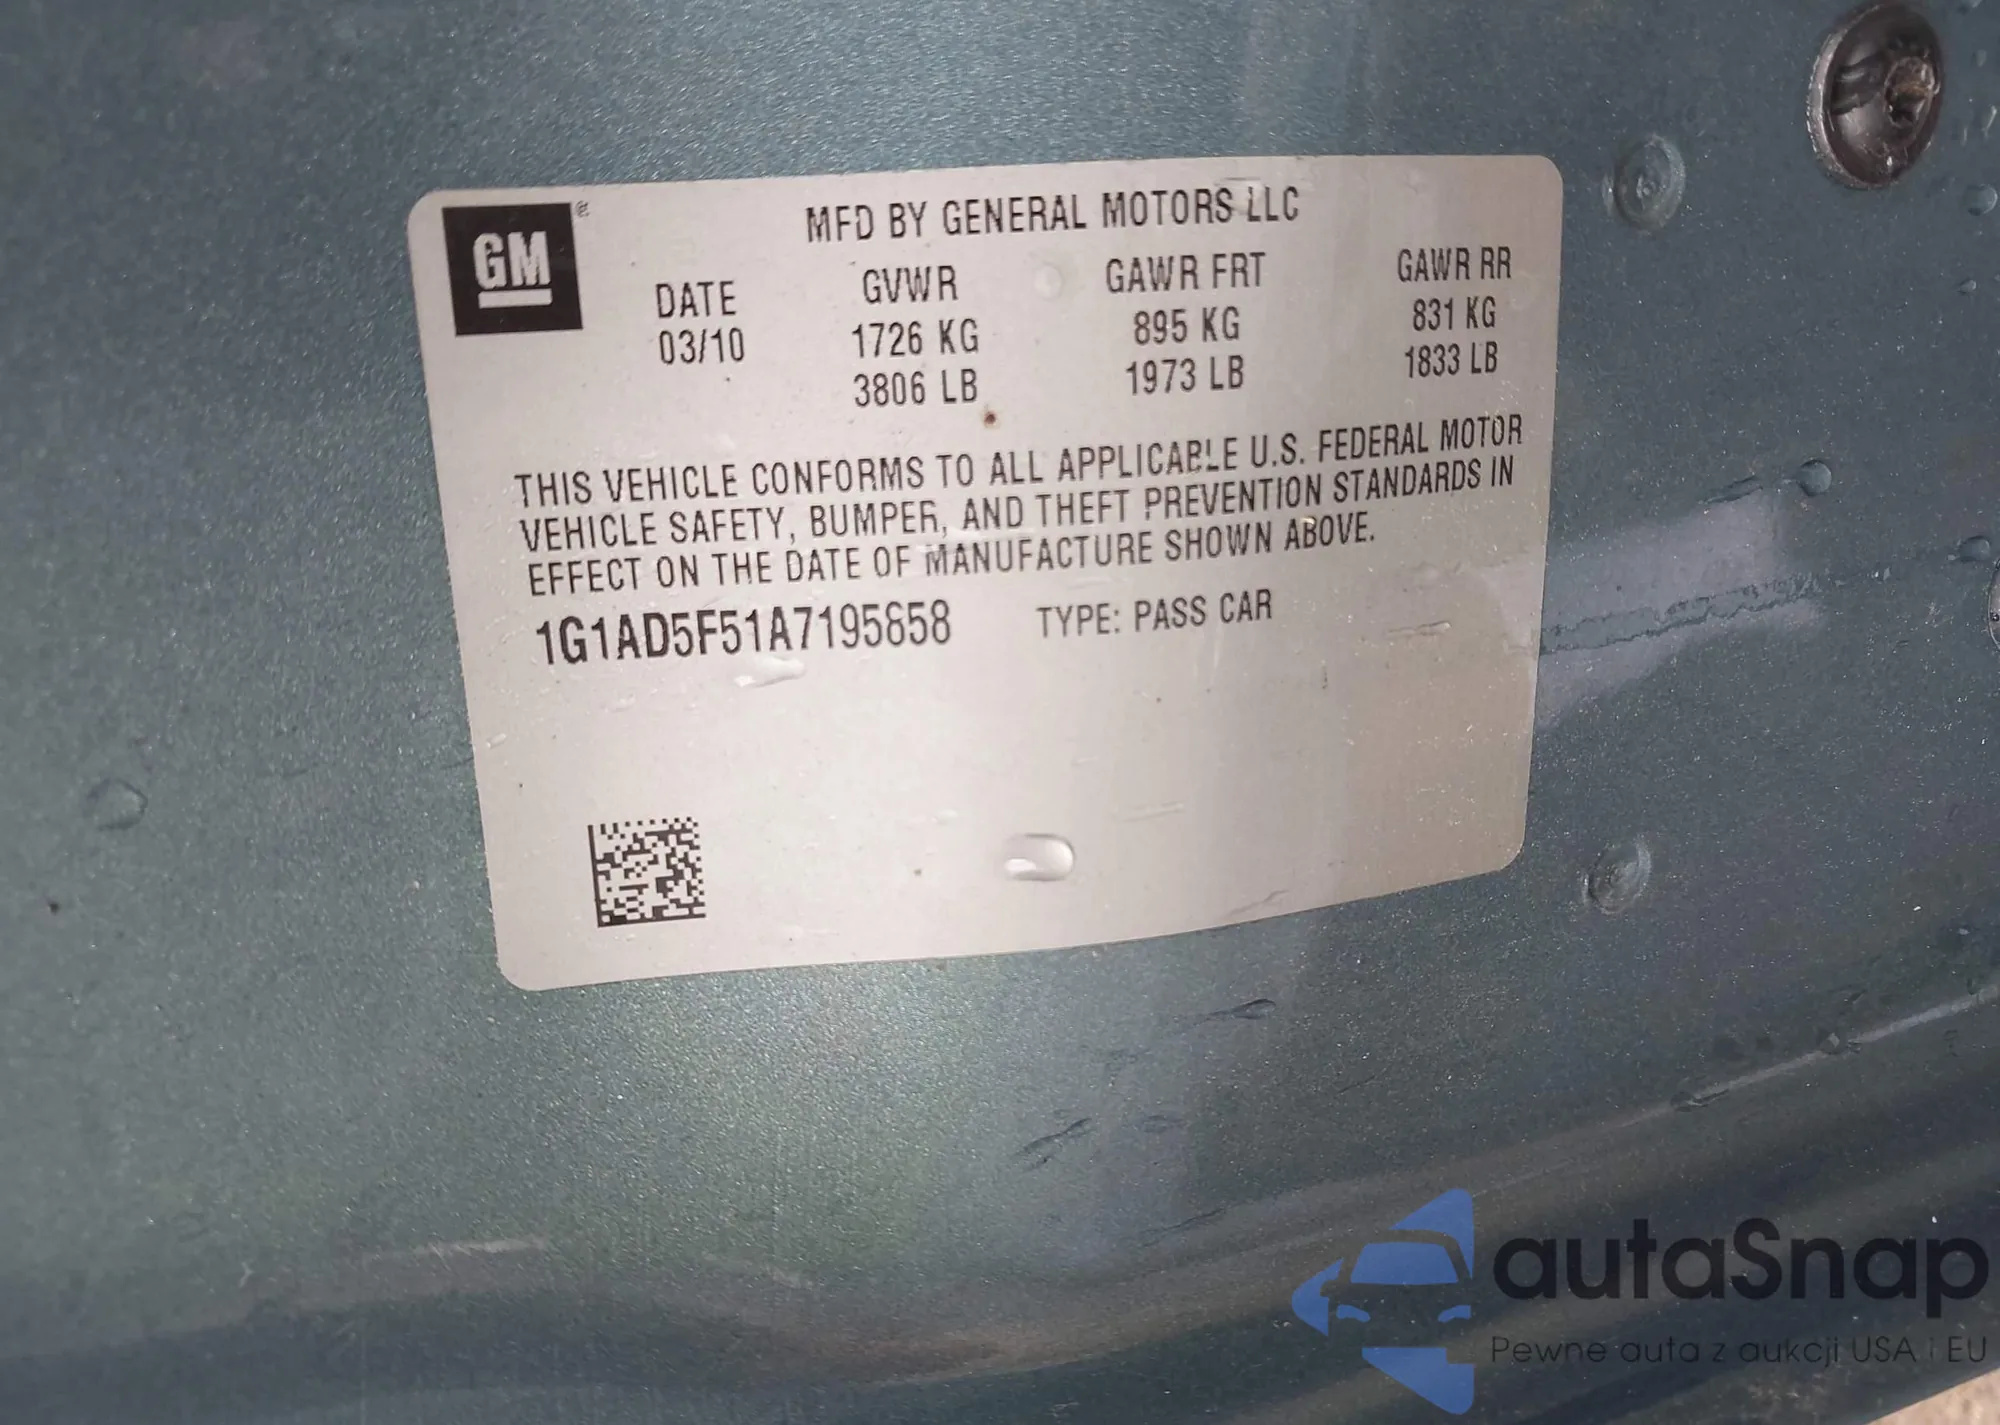 GM
MFD BY GENERAL MOTORS LLC
DATE GVWR GAWR FRT GAWR RR
03/10 1726 KG 895 KG 831 KG
3806 LB 1973 LB 1833 LB
THIS VEHICLE CONFORMS TO ALL APPLICABLE U.S. FEDERAL MOTOR
VEHICLE SAFETY, BUMPER, AND THEFT PREVENTION STANDARDS IN
EFFECT ON THE DATE OF MANUFACTURE SHOWN ABOVE.
1G1AD5F51A7195858 TYPE: PASS CAR
autaSnap
Pewne auta z aukcji USA i EU